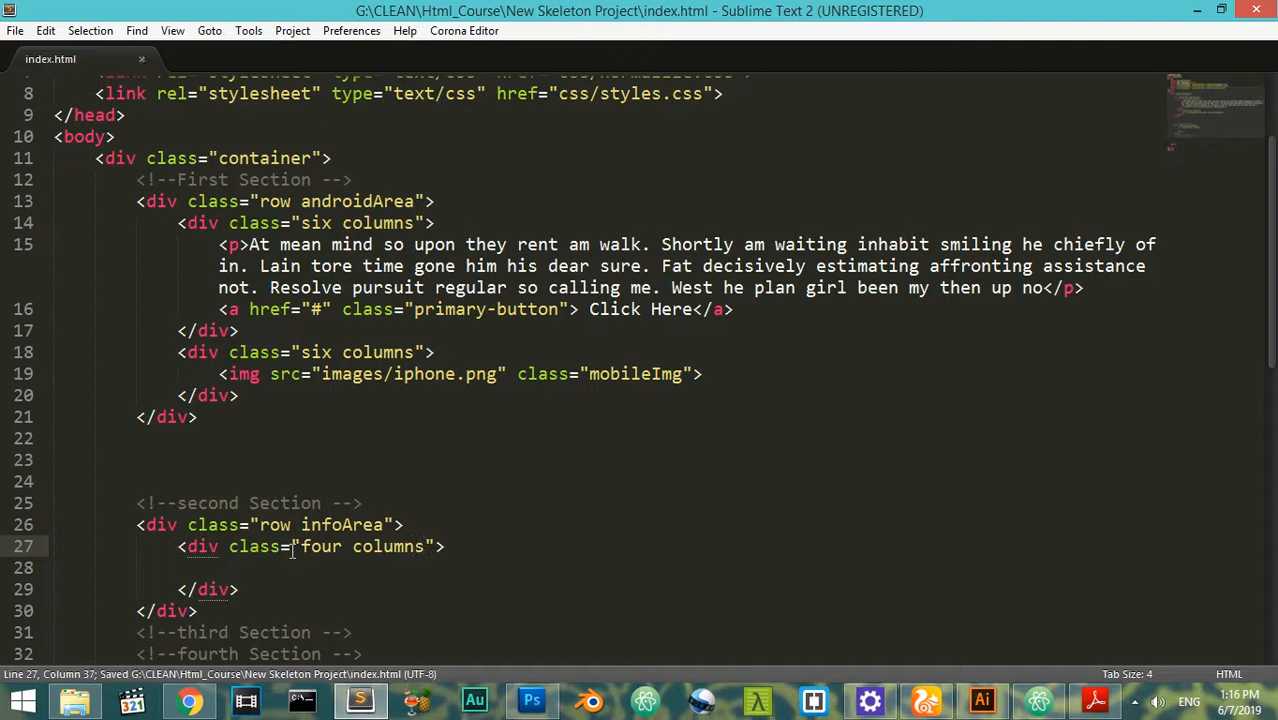 G:\CLEAN\Html_Course\New Skeleton Project\index.html - Sublime Text 2 (UNREGISTERED)
File Edit Selection Find View Goto Tools Project Preferences Help Corona Editor
index.html
8 <link rel="stylesheet" type="text/css" href="css/styles.css">
9 </head>
10 <body>
11 <div class="container">
12 <!--First Section -->
13 <div class="row androidArea">
14 <div class="six columns">
15 <p>At mean mind so upon they rent am walk. Shortly am waiting inhabit smiling he chiefly of
in. Lain tore time gone him his dear sure. Fat decisively estimating affronting assistance
not. Resolve pursuit regular so calling me. West he plan girl been my then up no</p>
16 <a href="#" class="primary-button"> Click Here</a>
17 </div>
18 <div class="six columns">
19 <img src="images/iphone.png" class="mobileImg">
20 </div>
21 </div>
22
23
24
25 <!--second Section -->
26 <div class="row infoArea">
27 <div class="four columns">
28
29 </div>
30 </div>
31 <!--third Section -->
32 <!--fourth Section -->
Line 27, Column 37; Saved G:\CLEAN\Html_Course\New Skeleton Project\index.html (UTF-8) Tab Size: 4 HTML
321 Au Ps Ai ENG 1:16 PM
6/7/2019